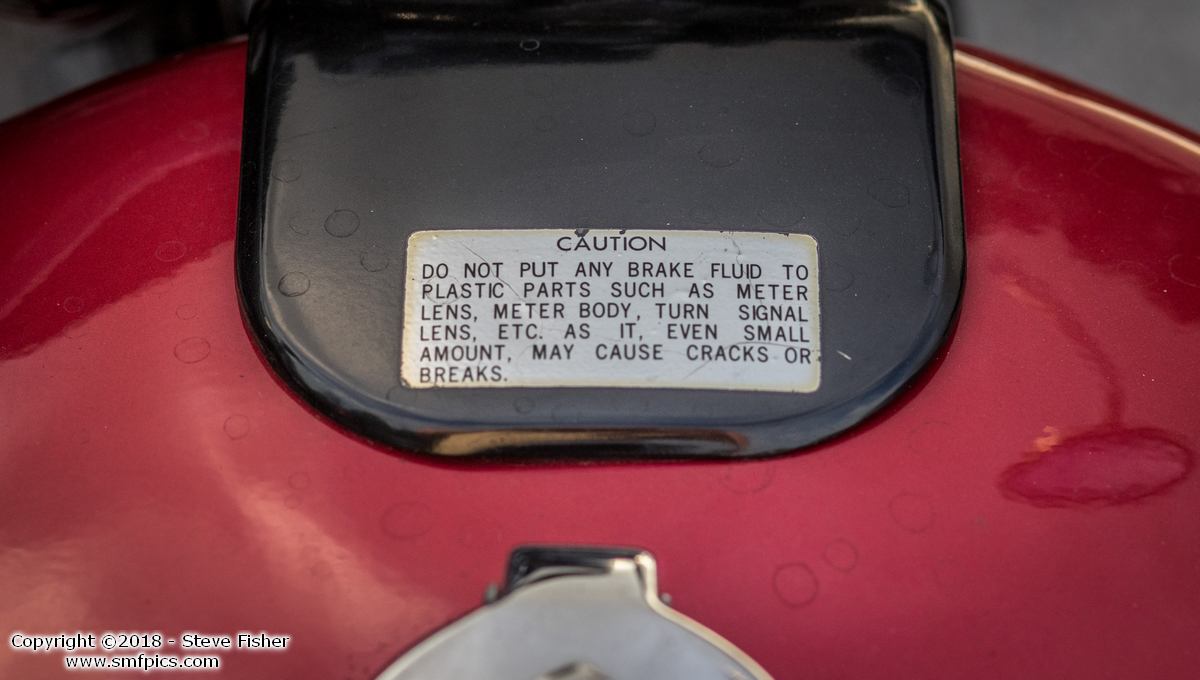 CAUTION
DO NOT PUT ANY BRAKE FLUID TO
PLASTIC PARTS SUCH AS METER
LENS, METER BODY, TURN SIGNAL
LENS, ETC. AS IT, EVEN SMALL
AMOUNT, MAY CAUSE CRACKS OR
BREAKS.
Copyright ©2018 - Steve Fisher
www.smfpics.com